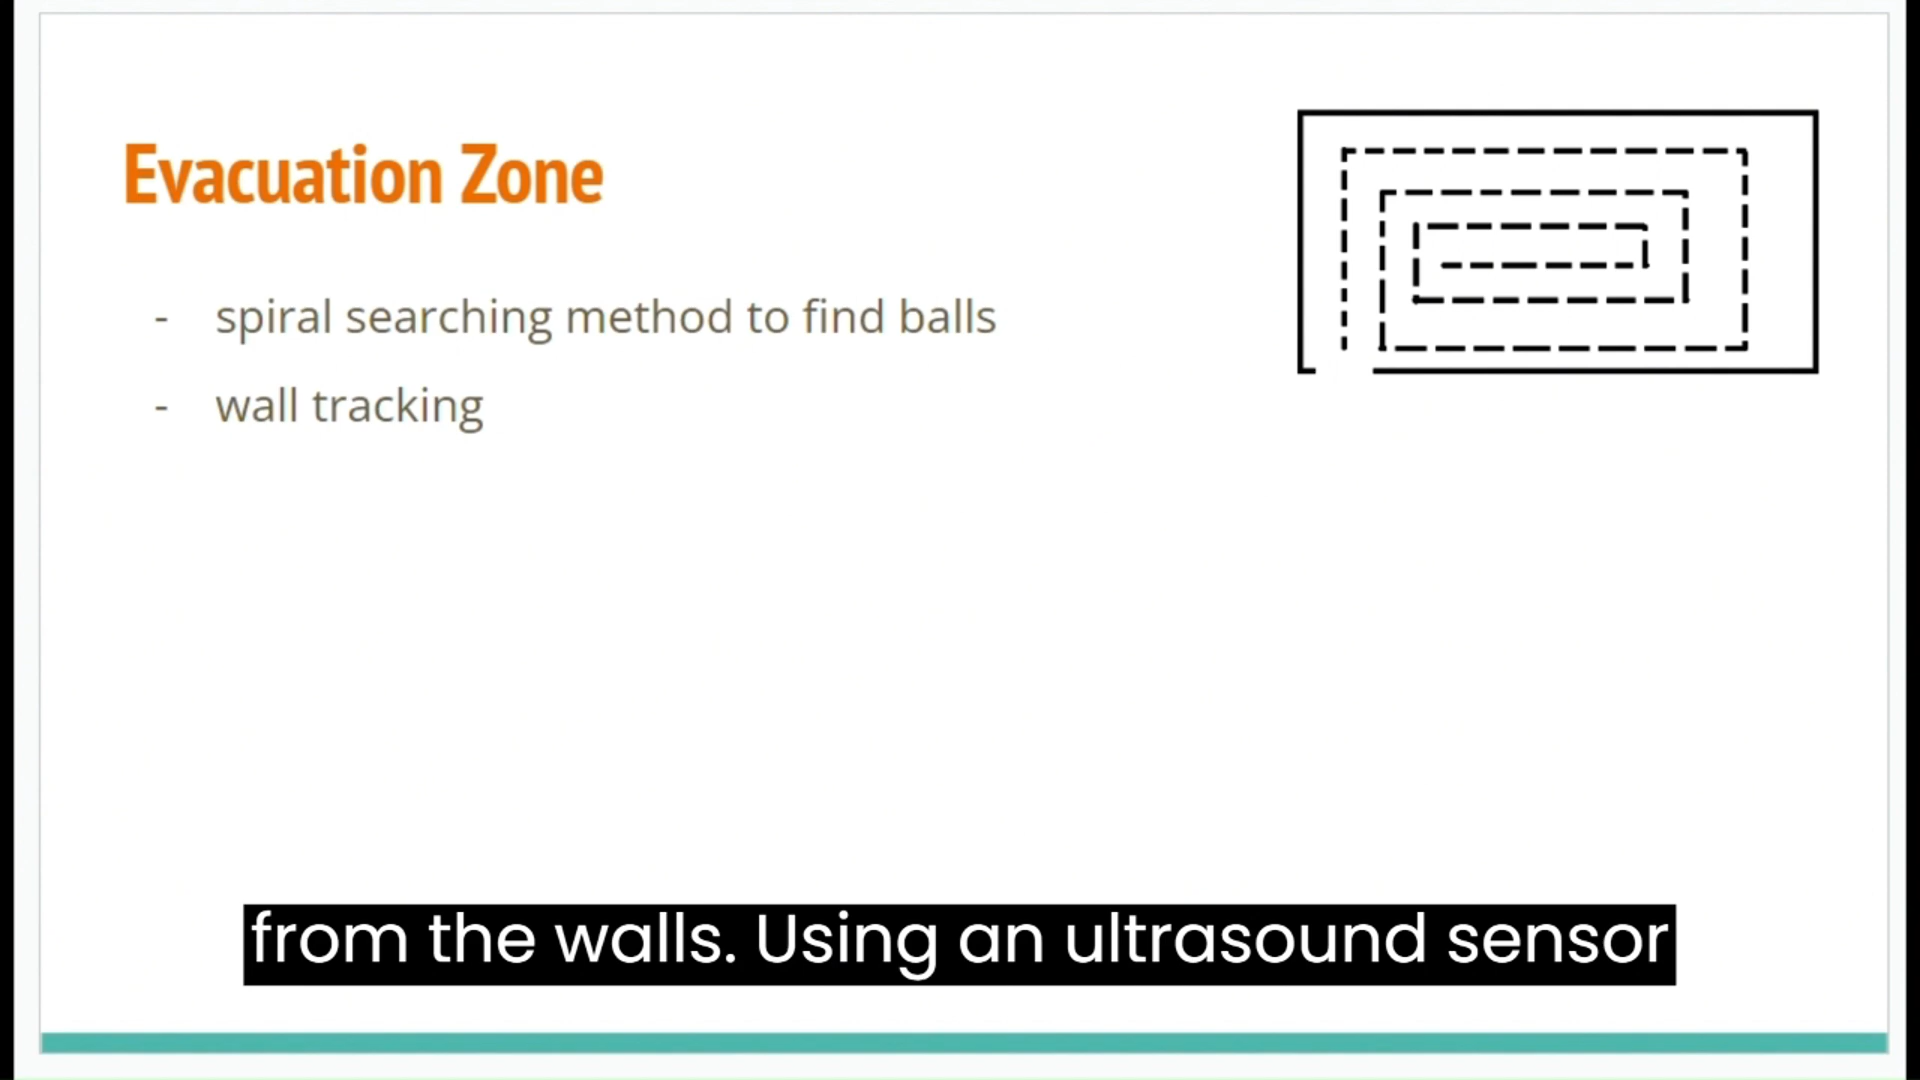 Evacuation Zone
- spiral searching method to find balls
- wall tracking
from the walls. Using an ultrasound sensor